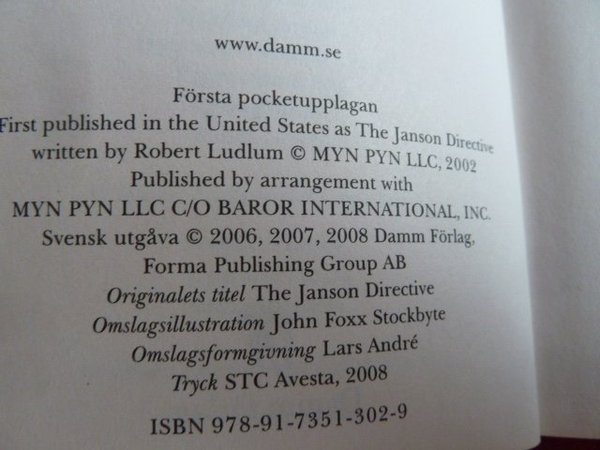 www.damm.se
Första pocketupplagan
First published in the United States as The Janson Directive
written by Robert Ludlum © MYN PYN LLC, 2002
Published by arrangement with
MYN PYN LLC C/O BAROR INTERNATIONAL, INC.
Svensk utgåva © 2006, 2007, 2008 Damm Förlag,
Forma Publishing Group AB
Originalets titel The Janson Directive
Omslagsillustration John Foxx Stockbyte
Omslagsformgivning Lars André
Tryck STC Avesta, 2008
ISBN 978-91-7351-302-9